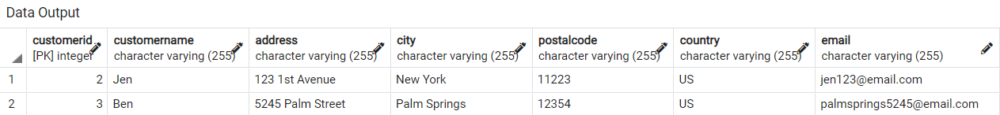 Data Output
customerid customername address city postalcode country email
[PK] integer character varying (255) character varying (255) character varying (255) character varying (255) character varying (255) character varying (255)
1 2 Jen 123 1st Avenue New York 11223 US jen123@email.com
2 3 Ben 5245 Palm Street Palm Springs 12354 US palmsprings5245@email.com